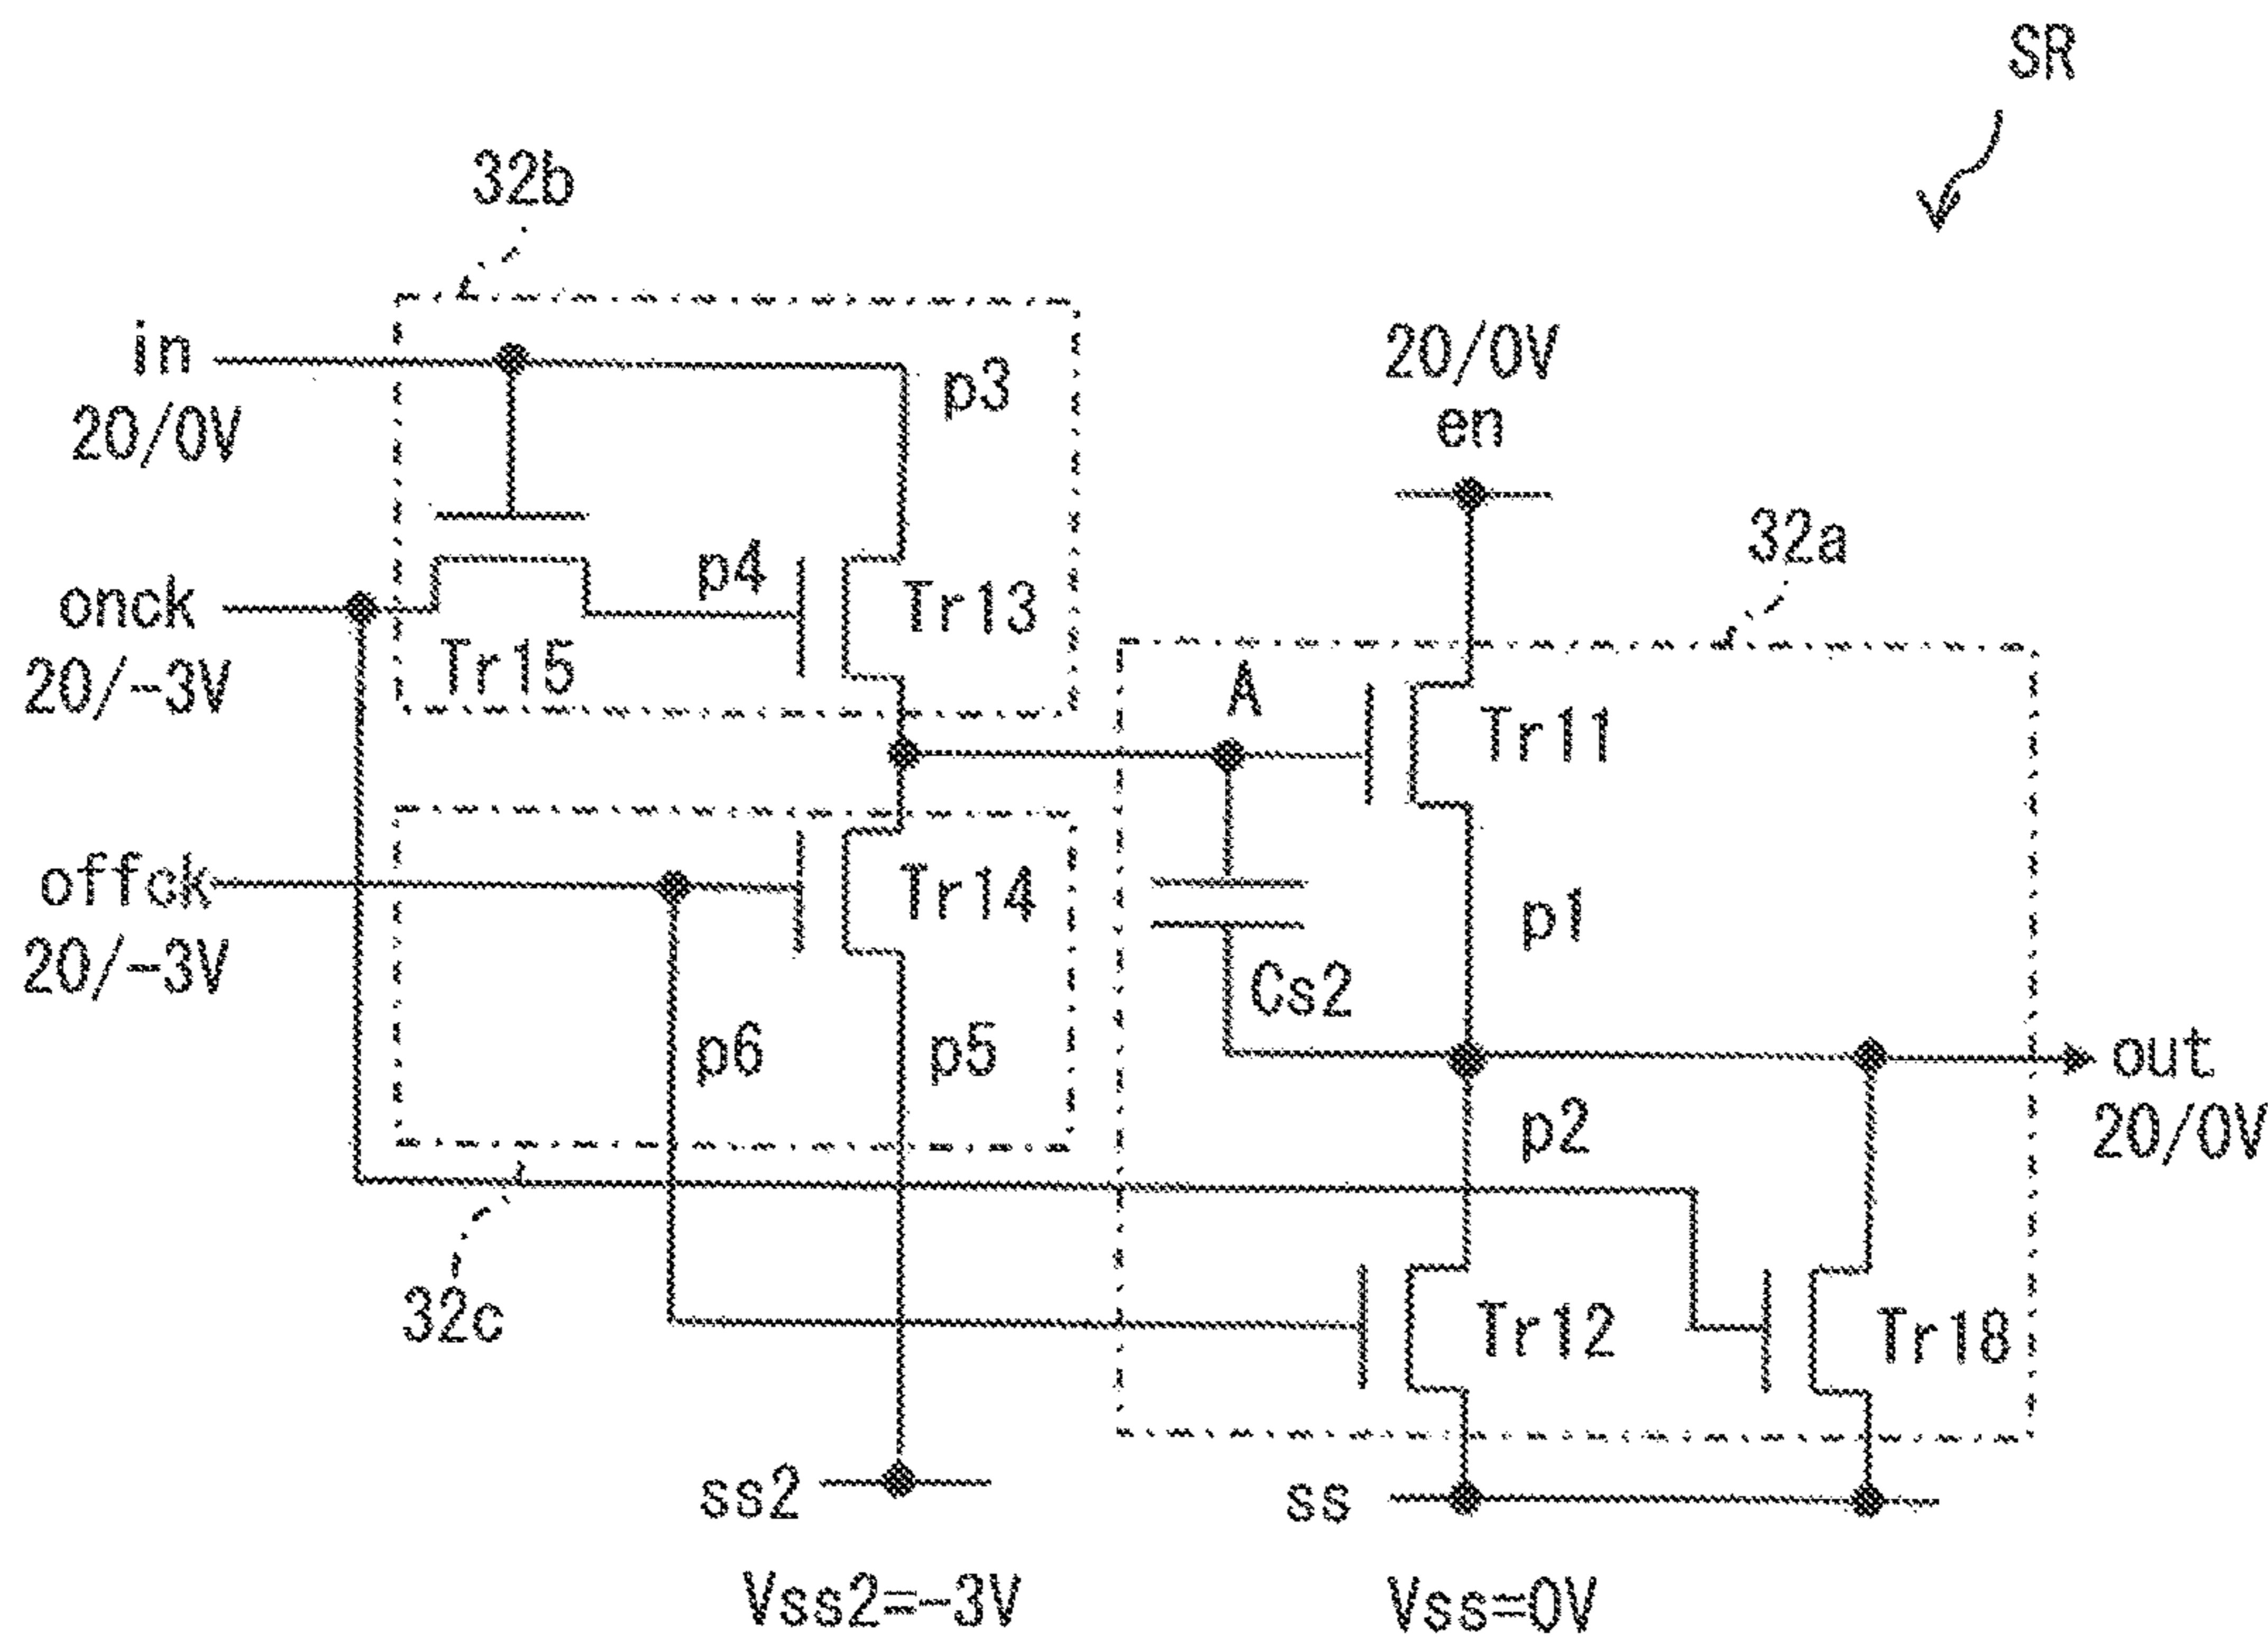 SR
32b
in
20/0V
p3
20/0V
en
32a
onck
20/-3V
p4
Tr13
Tr15
A
Tr11
offck
20/-3V
Tr14
p1
Cs2
p6
p5
out
20/0V
p2
32c
Tr12
Tr18
ss2
ss
Vss2=-3V
Vss=0V